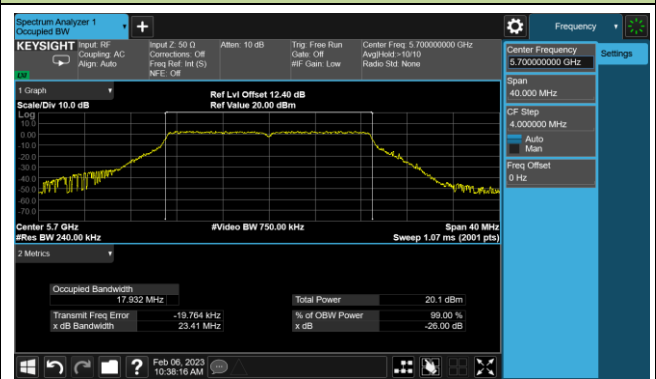 Spectrum Analyzer 1
Occupied BW
+
Frequency
KEYSIGHT
Input: RF
Coupling: AC
Align: Auto
Input Z: 50 Ω
Corrections: Off
Freq Ref: Int (S)
NFE: Off
Atten: 10 dB
Trig: Free Run
Gate: Off
#IF Gain: Low
Center Freq: 5.700000000 GHz
Avg|Hold:>10/10
Radio Std: None
LXI
Center Frequency
5.700000000 GHz
Settings
Span
40.000 MHz
CF Step
4.000000 MHz
Auto
Man
Freq Offset
0 Hz
1 Graph
Scale/Div 10.0 dB
Ref Lvl Offset 12.40 dB
Ref Value 20.00 dBm
Log
10.0
0.00
-10.0
-20.0
-30.0
-40.0
-50.0
-60.0
-70.0
Center 5.7 GHz
#Video BW 750.00 kHz
Span 40 MHz
#Res BW 240.00 kHz
Sweep 1.07 ms (2001 pts)
2 Metrics
Occupied Bandwidth
17.932 MHz
Total Power
20.1 dBm
Transmit Freq Error
-19.764 kHz
% of OBW Power
99.00 %
x dB Bandwidth
23.41 MHz
x dB
-26.00 dB
?
Feb 06, 2023
10:38:16 AM